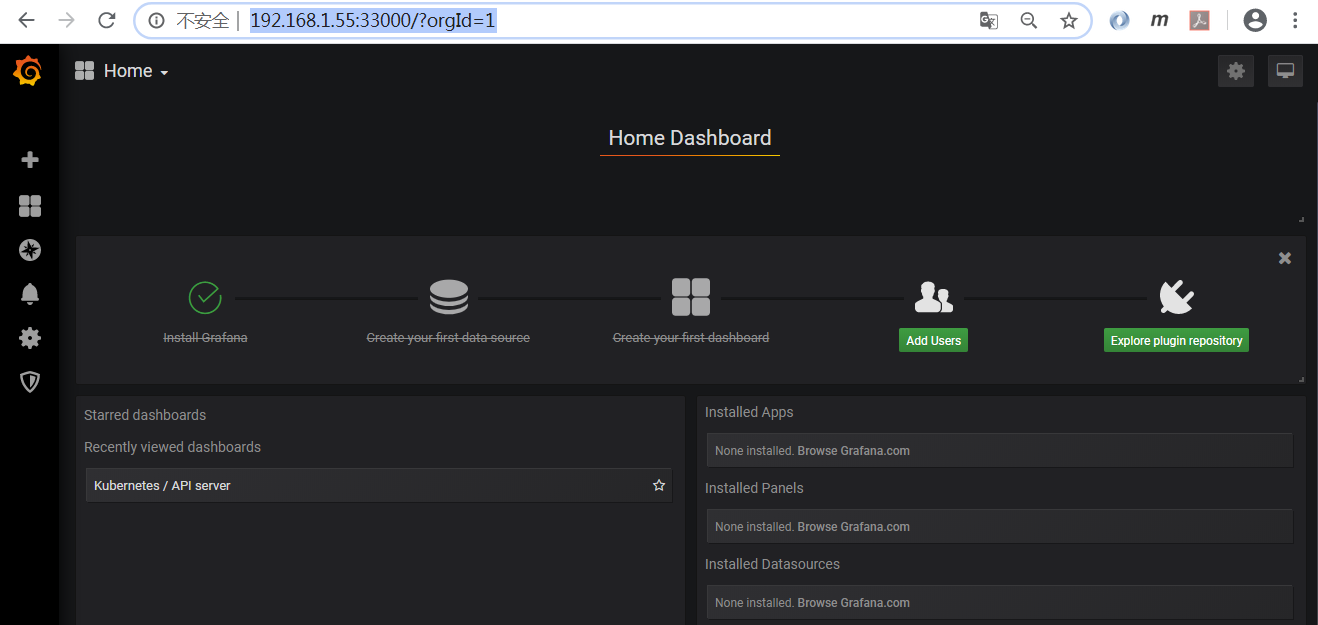 不安全 | 192.168.1.55:33000/?orgId=1
Home
Home Dashboard
Install Grafana
Create your first data source
Create your first dashboard
Add Users
Explore plugin repository
Starred dashboards
Recently viewed dashboards
Kubernetes / API server
Installed Apps
None installed. Browse Grafana.com
Installed Panels
None installed. Browse Grafana.com
Installed Datasources
None installed. Browse Grafana.com